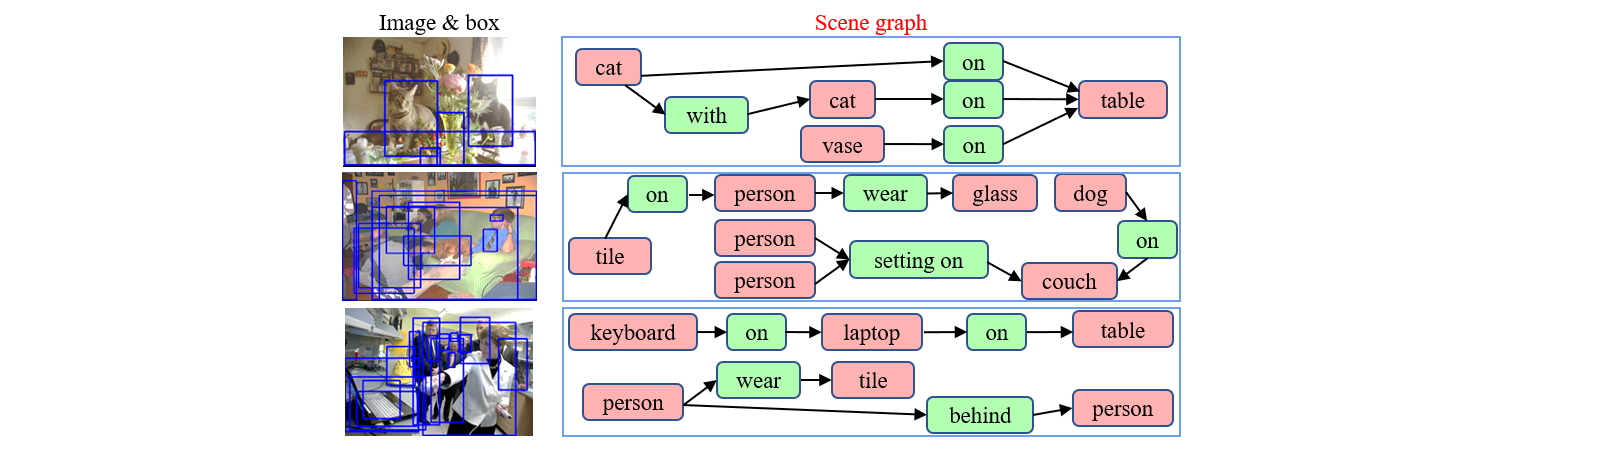 Image & box
Scene graph
cat
on
with
cat
on
table
vase
on
on
person
wear
glass
dog
tile
person
setting on
on
person
couch
keyboard
on
laptop
on
table
person
wear
tile
behind
person